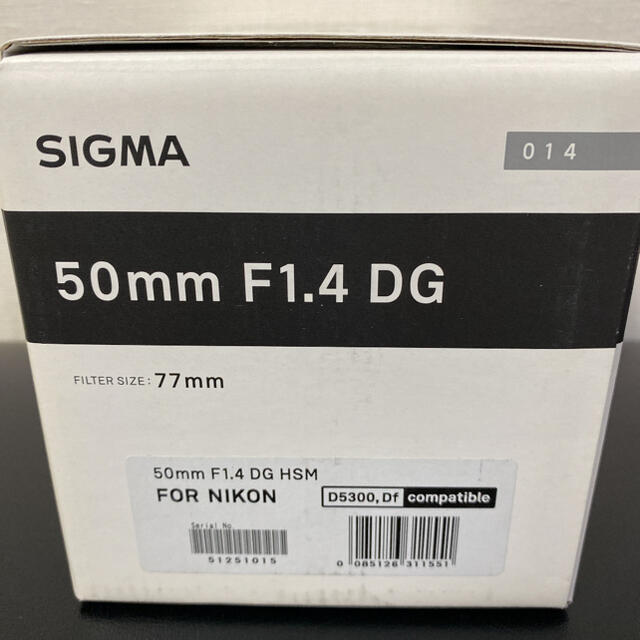 SIGMA
014
50mm F1.4 DG
FILTER SIZE: 77mm
50mm F1.4 DG HSM
FOR NIKON
D5300, Df compatible
Serial No.
51251015
0 085126 311551